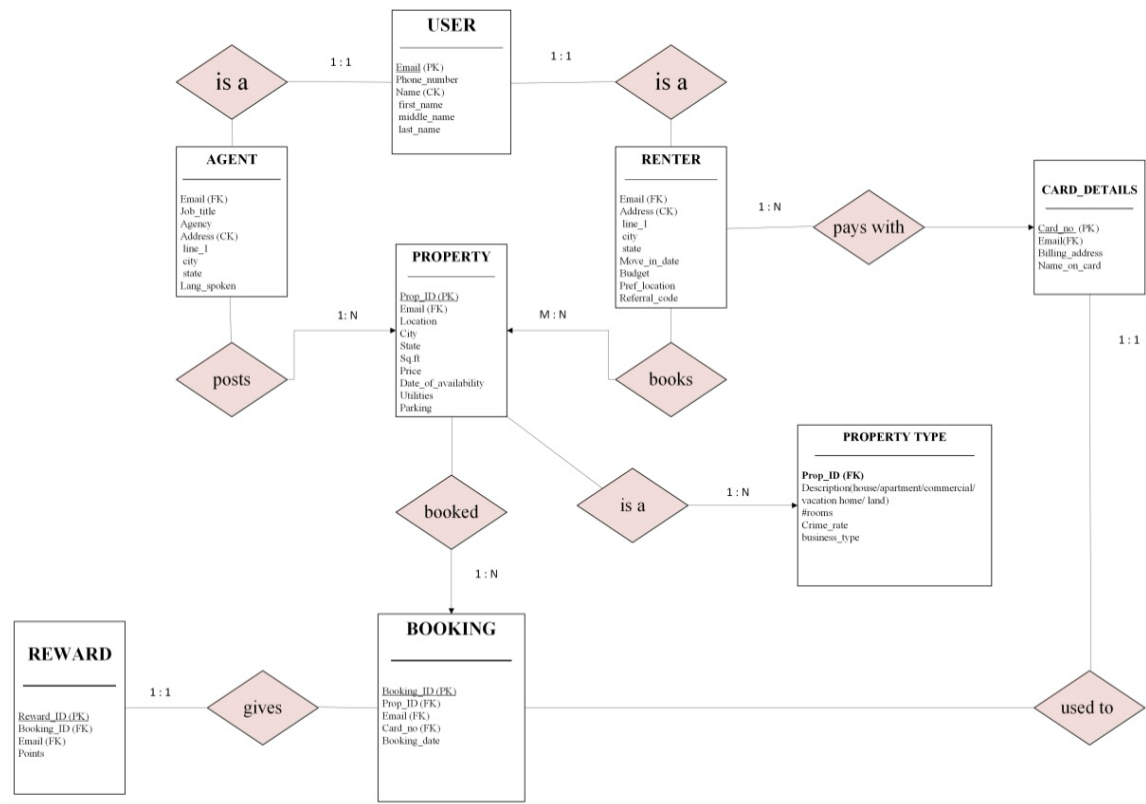 USER
Email (PK)
Phone_number
Name (CK)
first_name
middle_name
last_name
is a
1 : 1
1 : 1
is a
AGENT
Email (FK)
Job_title
Agency
Address (CK)
line_1
city
state
Lang_spoken
RENTER
Email (FK)
Address (CK)
line_1
city
state
Move_in_date
Budget
Pref_location
Referral_code
1 : N
pays with
CARD_DETAILS
Card_no (PK)
Email(FK)
Billing_address
Name_on_card
PROPERTY
Prop_ID (PK)
Email (FK)
Location
City
State
Sq.ft
Price
Date_of_availability
Utilities
Parking
1: N
M : N
1 : 1
posts
books
PROPERTY TYPE
Prop_ID (FK)
Description(house/apartment/commercial/
vacation home/ land)
#rooms
Crime_rate
business_type
booked
is a
1 : N
1 : N
BOOKING
Booking_ID (PK)
Prop_ID (FK)
Email (FK)
Card_no (FK)
Booking_date
REWARD
Reward_ID (PK)
Booking_ID (FK)
Email (FK)
Points
1 : 1
gives
used to